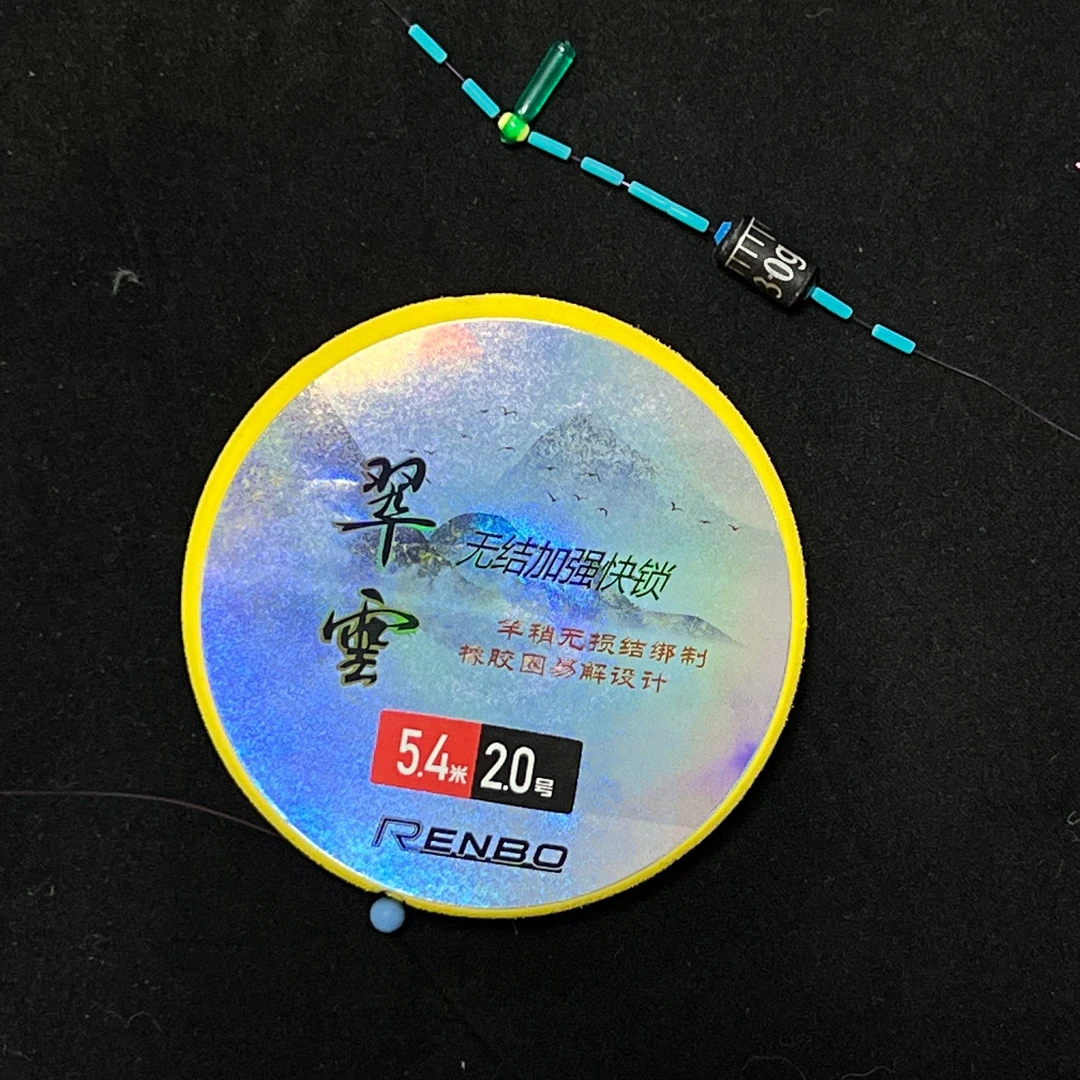 3.0g
翠雲
无结加强快锁
竿稍无损结绑制
橡胶圈易解设计
5.4米 2.0号
RENBO